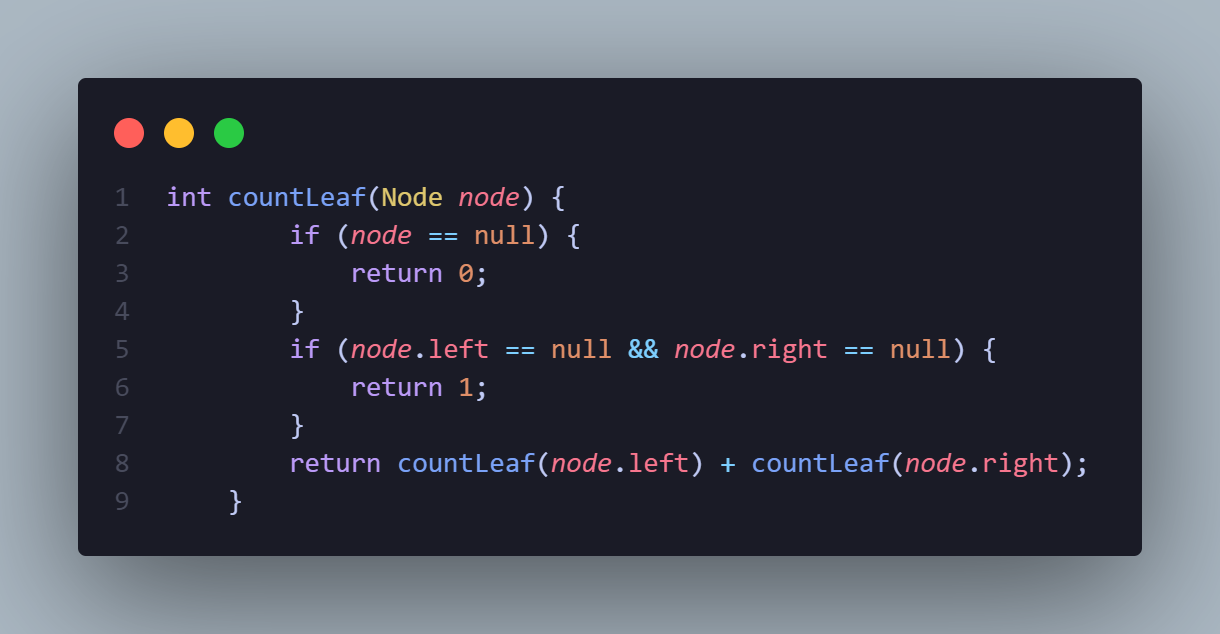 1 int countLeaf(Node node) {
2 if (node == null) {
3 return 0;
4 }
5 if (node.left == null && node.right == null) {
6 return 1;
7 }
8 return countLeaf(node.left) + countLeaf(node.right);
9 }